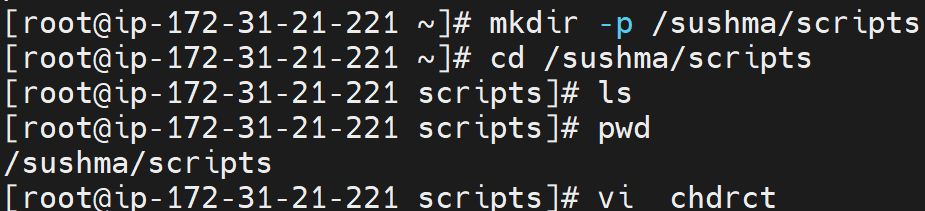 [root@ip-172-31-21-221 ~]# mkdir -p /sushma/scripts
[root@ip-172-31-21-221 ~]# cd /sushma/scripts
[root@ip-172-31-21-221 scripts]# ls
[root@ip-172-31-21-221 scripts]# pwd
/sushma/scripts
[root@ip-172-31-21-221 scripts]# vi  chdrct